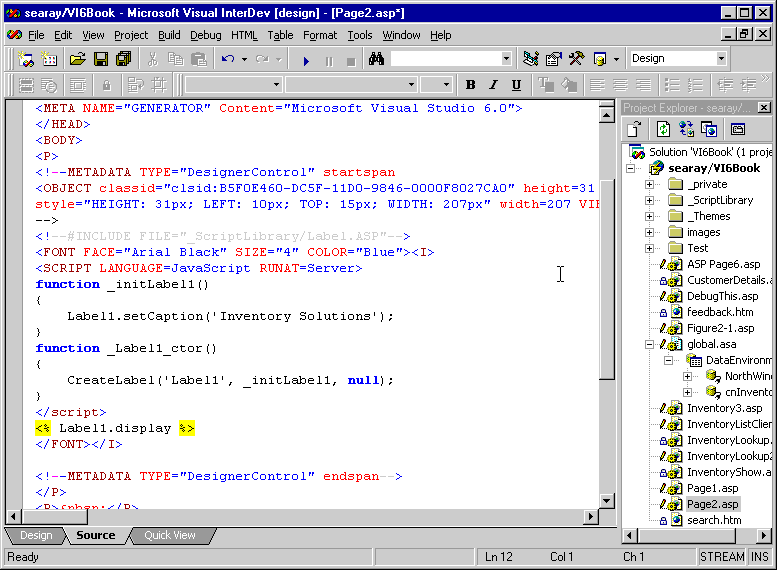 searay/VI6Book - Microsoft Visual InterDev [design] - [Page2.asp*]
File Edit View Project Build Debug HTML Table Format Tools Window Help
Design
B I U
<META NAME="GENERATOR" Content="Microsoft Visual Studio 6.0">
</HEAD>
<BODY>
<P>
<!--METADATA TYPE="DesignerControl" startspan
<OBJECT classid="clsid:B5F0E460-DC5F-11D0-9846-0000F8027CA0" height=31
style="HEIGHT: 31px; LEFT: 10px; TOP: 15px; WIDTH: 207px" width=207 VIE
-->
<!--#INCLUDE FILE="_ScriptLibrary/Label.ASP"-->
<FONT FACE="Arial Black" SIZE="4" COLOR="Blue"><I>
<SCRIPT LANGUAGE=JavaScript RUNAT=Server>
function _initLabel1()
{
Label1.setCaption('Inventory Solutions');
}
function _Label1_ctor()
{
CreateLabel('Label1', _initLabel1, null);
}
</script>
<% Label1.display %>
</FONT></I>
<!--METADATA TYPE="DesignerControl" endspan-->
</P>
<P>&nbsp;</P>
Design Source Quick View
Project Explorer - searay/...
Solution 'VI6Book' (1 proje
searay/VI6Book
_private
_ScriptLibrary
_Themes
images
Test
ASP Page6.asp
CustomerDetails.a
DebugThis.asp
feedback.htm
Figure2-1.asp
global.asa
DataEnvironm
NorthWin
cnInvento
Inventory3.asp
InventoryListClien
InventoryLookup.
InventoryLookup2
InventoryShow.a
Page1.asp
Page2.asp
search.htm
Ready Ln 12 Col 1 Ch 1 STREAM INS